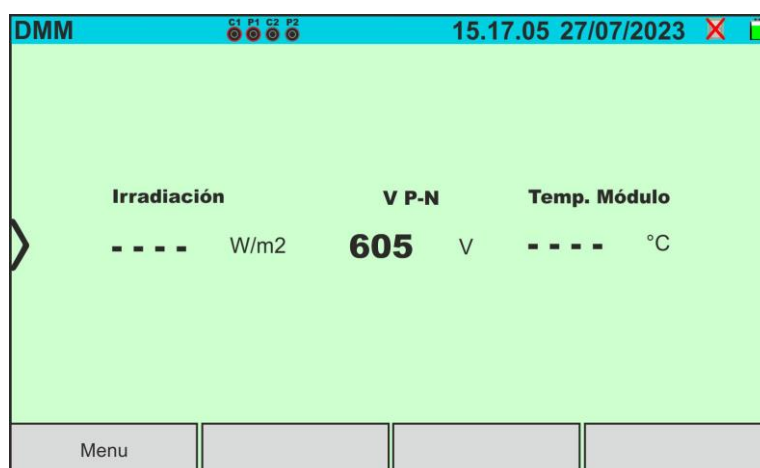 DMM C1 P1 C2 P2 15.17.05 27/07/2023
Irradiación V P-N Temp. Módulo
- - - - W/m2 605 V - - - - °C
Menu